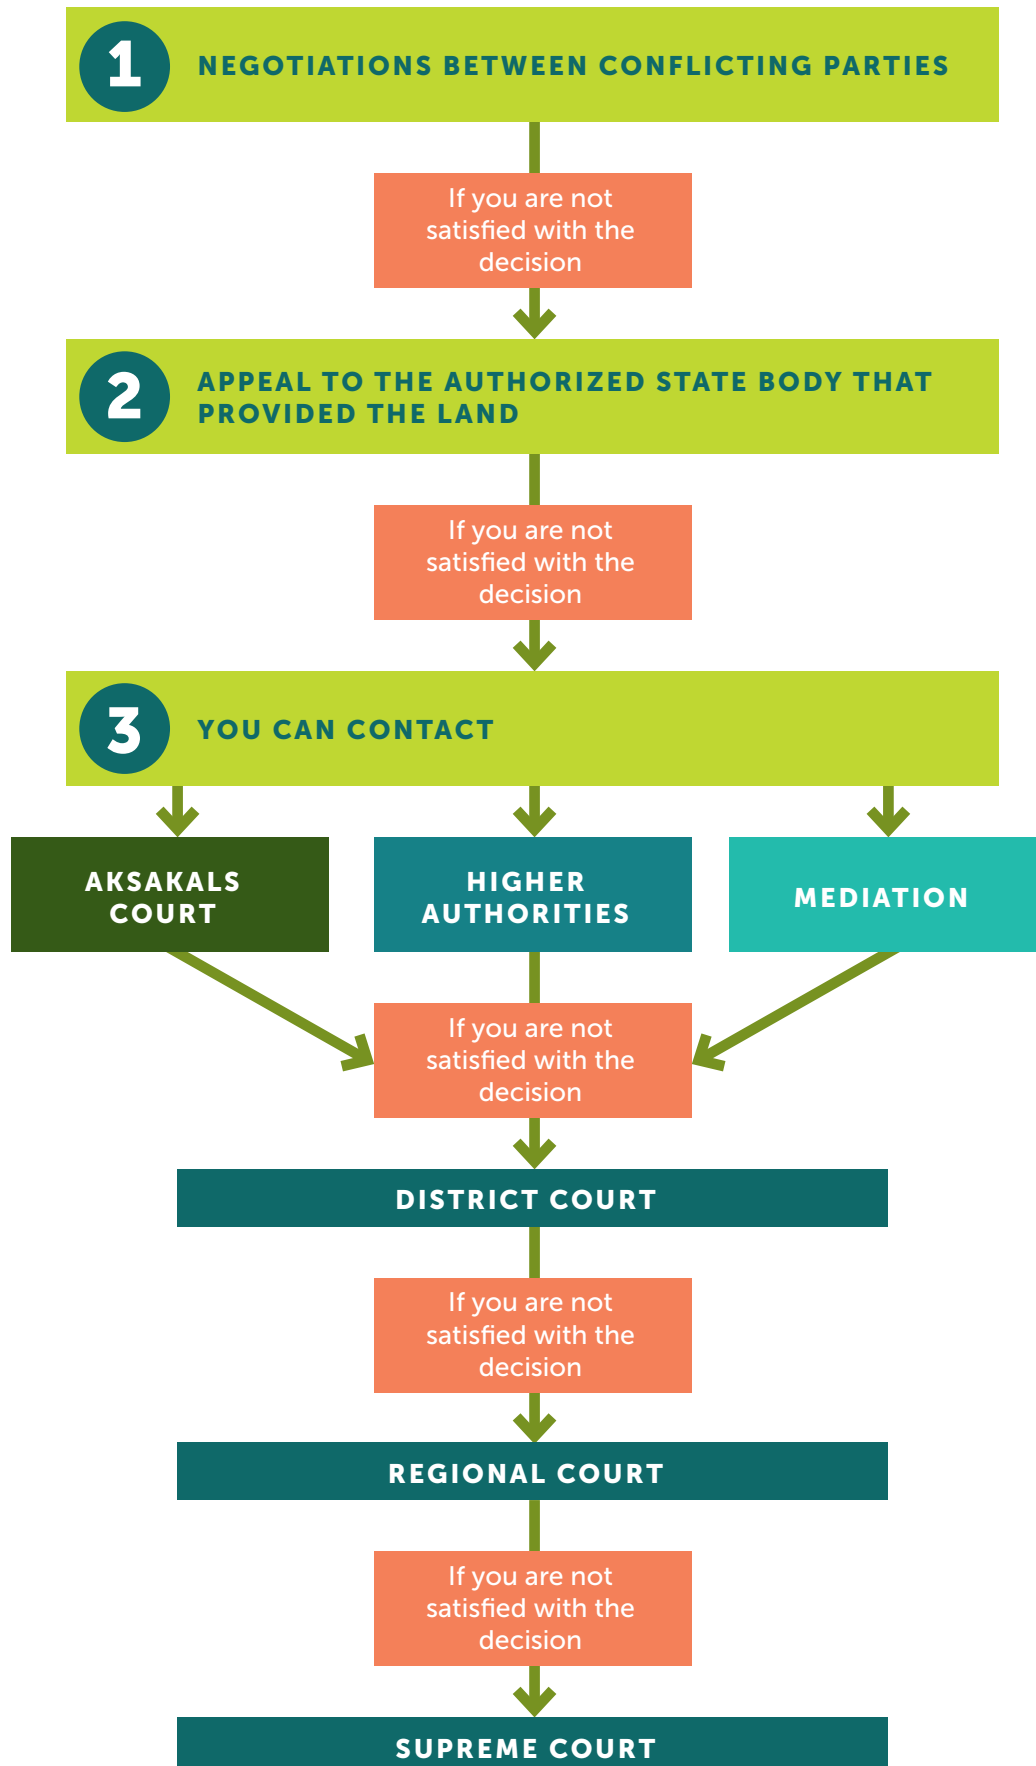 1
NEGOTIATIONS BETWEEN CONFLICTING PARTIES
If you are not
satisfied with the
decision
2
APPEAL TO THE AUTHORIZED STATE BODY THAT
PROVIDED THE LAND
If you are not
satisfied with the
decision
3
YOU CAN CONTACT
AKSAKALS
COURT
HIGHER
AUTHORITIES
MEDIATION
If you are not
satisfied with the
decision
DISTRICT COURT
If you are not
satisfied with the
decision
REGIONAL COURT
If you are not
satisfied with the
decision
SUPREME COURT